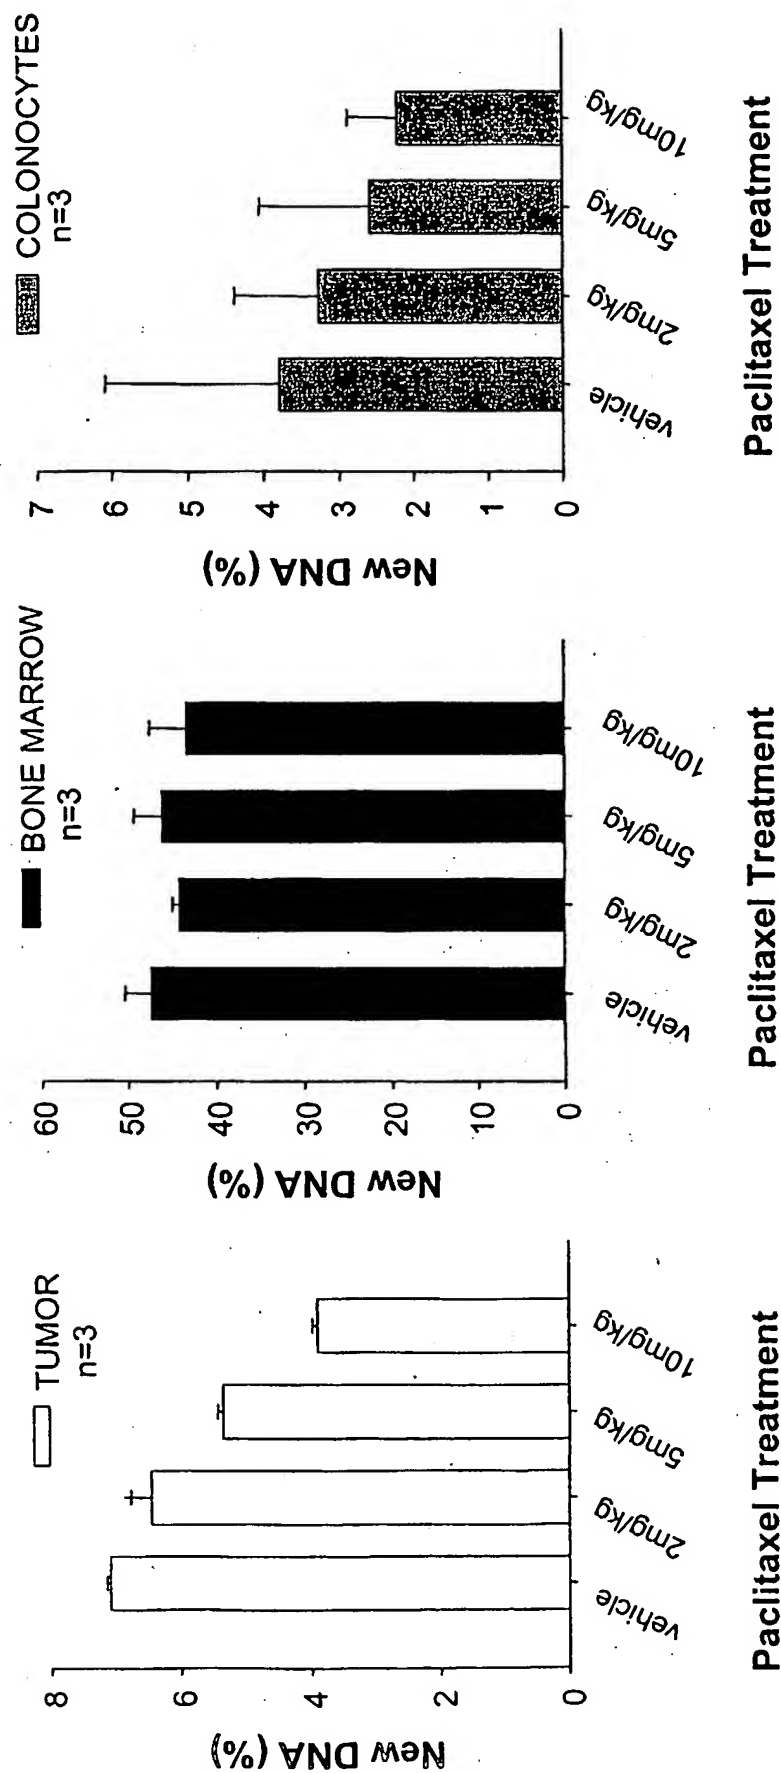 TUMOR
n=3
New DNA (%)
8
6
4
2
0
vehicle
2mg/kg
5mg/kg
10mg/kg
Paclitaxel Treatment
BONE MARROW
n=3
New DNA (%)
60
50
40
30
20
10
0
vehicle
2mg/kg
5mg/kg
10mg/kg
Paclitaxel Treatment
COLONOCYTES
n=3
New DNA (%)
7
6
5
4
3
2
1
0
vehicle
2mg/kg
5mg/kg
10mg/kg
Paclitaxel Treatment